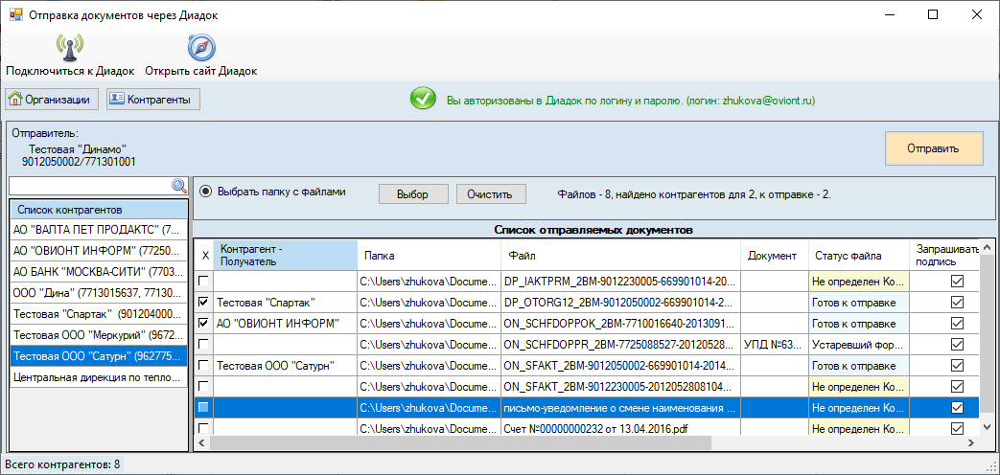 Отправка документов через Диадок
Подключиться к Диадок Открыть сайт Диадок
Организации Контрагенты Вы авторизованы в Диадок по логину и паролю. (логин: zhukova@oviont.ru)
Отправитель:
Тестовая "Динамо"
9012050002/771301001
Отправить
Выбрать папку с файлами Выбор Очистить Файлов - 8, найдено контрагентов для 2, к отправке - 2.
Список контрагентов
АО "ВАЛТА ПЕТ ПРОДАКТС" (7...
АО "ОВИОНТ ИНФОРМ" (77250...
АО БАНК "МОСКВА-СИТИ" (7703...
ООО "Дина" (7713015637, 77130...
Тестовая "Спартак" (901204000...
Тестовая ООО "Меркурий" (9672...
Тестовая ООО "Сатурн" (962775...
Центральная дирекция по тепло...
Список отправляемых документов
X Контрагент - Получатель Папка Файл Документ Статус Файла Запрашивать подпись
C:\Users\zhukova\Docume... DP_IAKTPRM_2BM-9012230005-669901014-20... Не определен Ко...
Тестовая "Спартак" C:\Users\zhukova\Docume... DP_OTORG12_2BM-9012050002-669901014-2... Готов к отправке
АО "ОВИОНТ ИНФОРМ" C:\Users\zhukova\Docume... ON_SCHFDOPPOK_2BM-7710016640-2013091... Готов к отправке
C:\Users\zhukova\Docume... ON_SCHFDOPPR_2BM-7725088527-20120528... УПД №63... Устаревший фор...
Тестовая ООО "Сатурн" C:\Users\zhukova\Docume... ON_SFAKT_2BM-9012050002-669901014-2014... Готов к отправке
C:\Users\zhukova\Docume... ON_SFAKT_2BM-9012230005-2012052808104... Не определен Ко...
C:\Users\zhukova\Docume... письмо-уведомление о смене наименования ... Не определен Ко...
C:\Users\zhukova\Docume... Счет №00000000232 от 13.04.2016.pdf Не определен Ко...
Всего контрагентов: 8